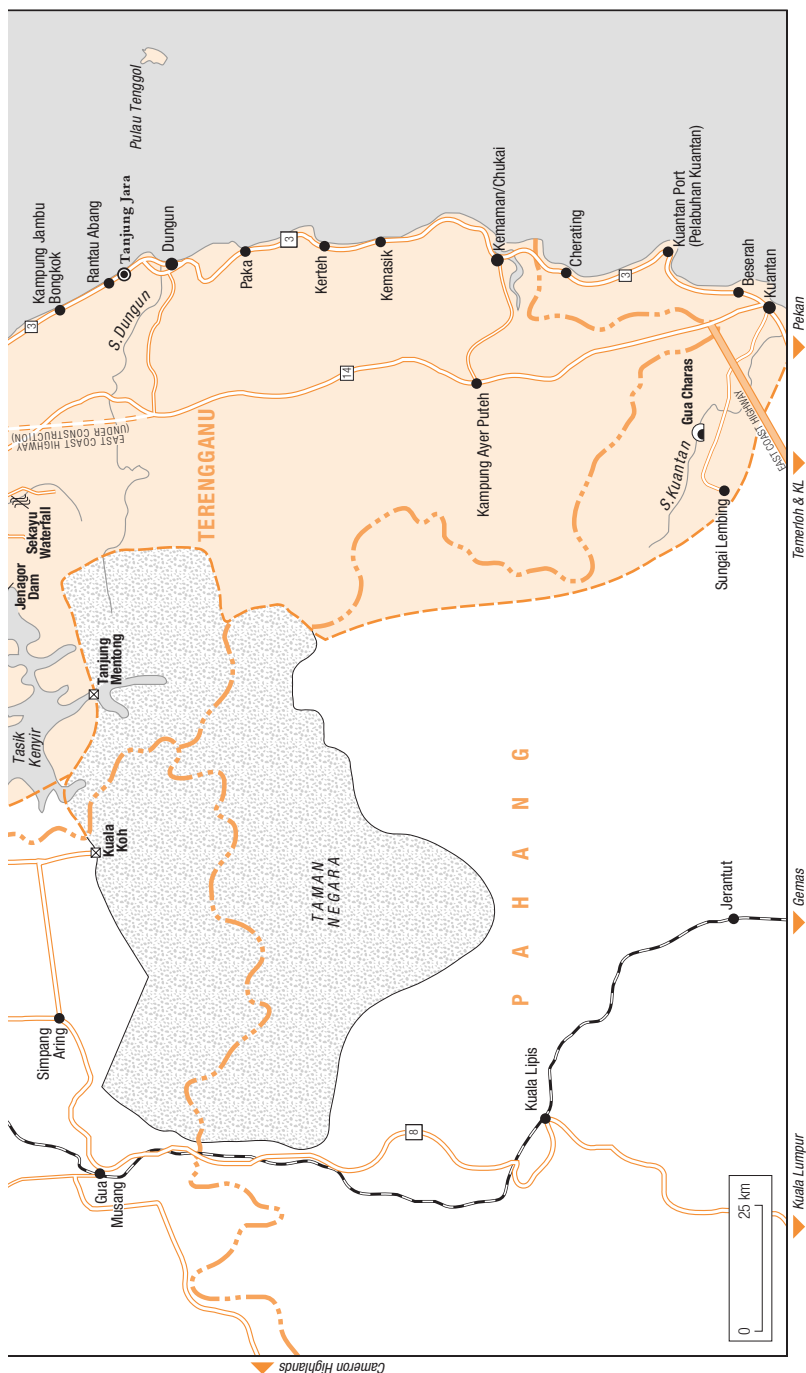 Pulau Tenggol
Kampung Jambu
Bongkok
Rantau Abang
Tanjung Jara
Dungun
Paka
Kerteh
Kemasik
Kemaman/Chukai
Cherating
Kuantan Port
(Pelabuhan Kuantan)
Beserah
Kuantan
3
3
3
S.Dungun
14
EAST COAST HIGHWAY
(UNDER CONSTRUCTION)
TERENGGANU
Kampung Ayer Puteh
Gua Charas
S.Kuantan
EAST COAST HIGHWAY
Sungai Lembing
Sekayu
Waterfall
Jenagor
Dam
Tanjung
Mentong
Tasik
Kenyir
Kuala
Koh
TAMAN
NEGARA
PAHANG
Simpang
Aring
Gua
Musang
8
Kuala Lipis
Jerantut
0 25 km
Pekan
Temerloh & KL
Gemas
Kuala Lumpur
Cameron Highlands